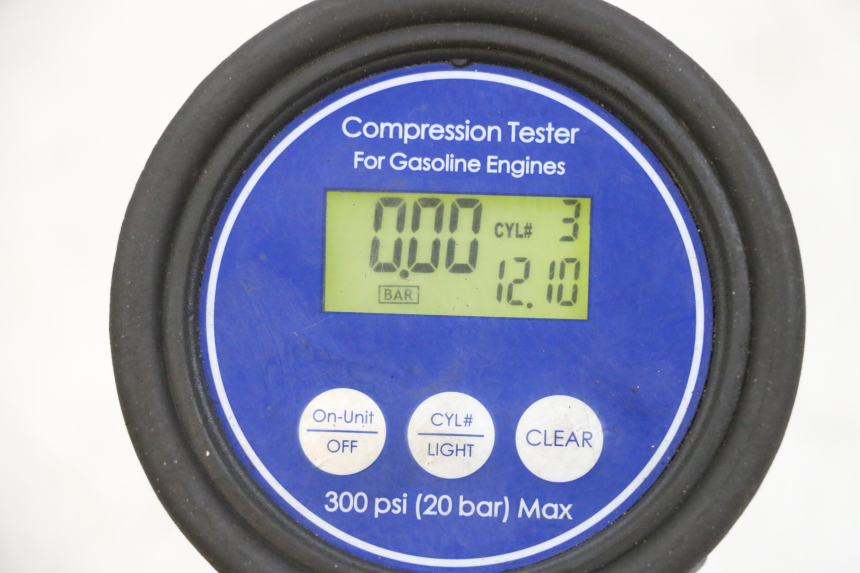 Compression Tester
For Gasoline Engines
0.00 CYL# 3
BAR 12.10
On-Unit
OFF
CYL#
LIGHT
CLEAR
300 psi (20 bar) Max